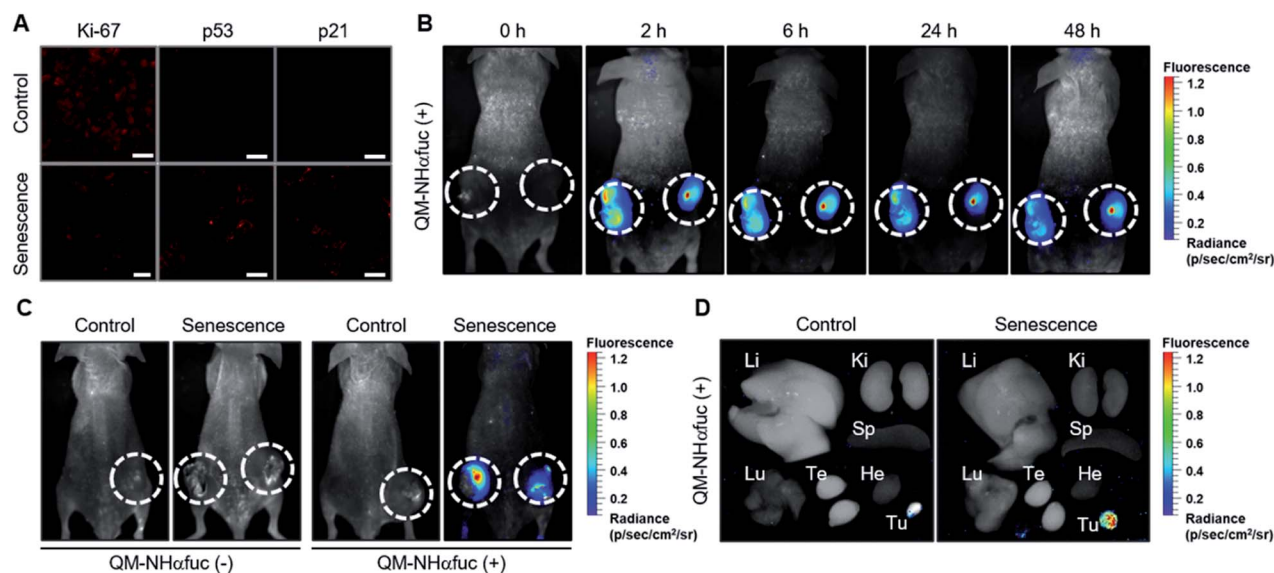 A
Ki-67 p53 p21
Control
Senescence
B
0 h 2 h 6 h 24 h 48 h
QM-NHαfuc (+)
Fluorescence
1.2
1.0
0.8
0.6
0.4
0.2
Radiance
(p/sec/cm²/sr)
C
Control Senescence Control Senescence
QM-NHαfuc (-) QM-NHαfuc (+)
Fluorescence
1.2
1.0
0.8
0.6
0.4
0.2
Radiance
(p/sec/cm²/sr)
D
Control Senescence
QM-NHαfuc (+)
Li Ki Li Ki
Sp Sp
Lu Te He Lu Te He
Tu Tu
Fluorescence
1.2
1.0
0.8
0.6
0.4
0.2
Radiance
(p/sec/cm²/sr)